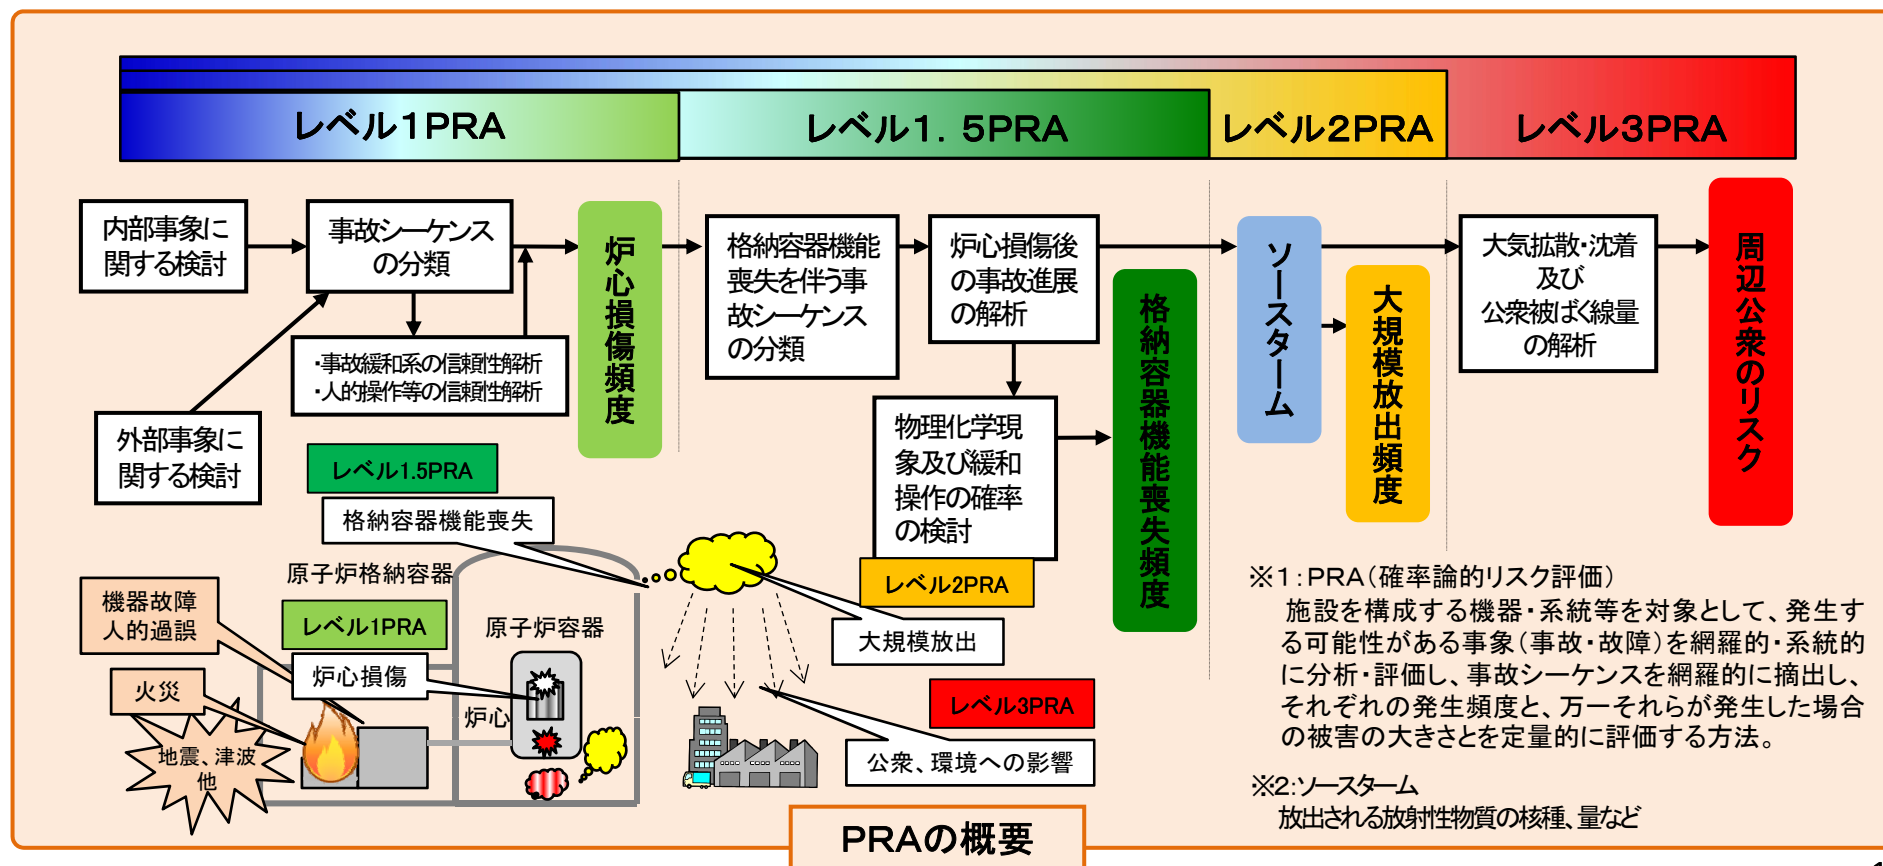 レベル1PRA
レベル1．5PRA
レベル2PRA
レベル3PRA
内部事象に
関する検討
事故シーケンス
の分類
・事故緩和系の信頼性解析
・人的操作等の信頼性解析
外部事象に
関する検討
炉心損傷頻度
格納容器機能
喪失を伴う事
故シーケンス
の分類
炉心損傷後
の事故進展
の解析
物理化学現
象及び緩和
操作の確率
の検討
格納容器機能喪失頻度
ソースターム
大規模放出頻度
大気拡散・沈着
及び
公衆被ばく線量
の解析
周辺公衆のリスク
レベル1.5PRA
格納容器機能喪失
原子炉格納容器
機器故障
人的過誤
レベル1PRA
炉心損傷
原子炉容器
火災
炉心
地震、津波
他
レベル2PRA
大規模放出
レベル3PRA
公衆、環境への影響
※1：PRA（確率論的リスク評価）
施設を構成する機器・系統等を対象として、発生す
る可能性がある事象（事故・故障）を網羅的・系統的
に分析・評価し、事故シーケンスを網羅的に摘出し、
それぞれの発生頻度と、万一それらが発生した場合
の被害の大きさとを定量的に評価する方法。
※2:ソースターム
放出される放射性物質の核種、量など
PRAの概要